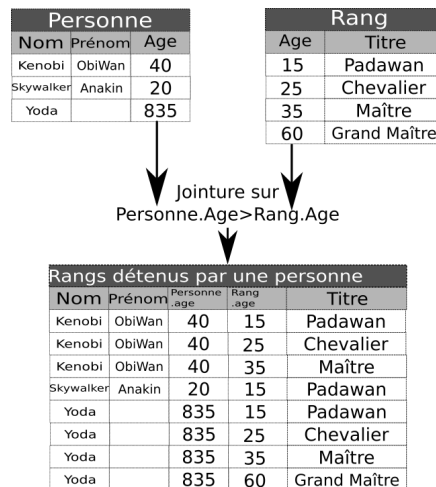 Personne
Nom Prénom Age
Kenobi ObiWan 40
Skywalker Anakin 20
Yoda 835
Rang
Age Titre
15 Padawan
25 Chevalier
35 Maître
60 Grand Maître
Jointure sur
Personne.Age>Rang.Age
Rangs détenus par une personne
Nom Prénom Personne .age Rang .age Titre
Kenobi ObiWan 40 15 Padawan
Kenobi ObiWan 40 25 Chevalier
Kenobi ObiWan 40 35 Maître
Skywalker Anakin 20 15 Padawan
Yoda 835 15 Padawan
Yoda 835 25 Chevalier
Yoda 835 35 Maître
Yoda 835 60 Grand Maître